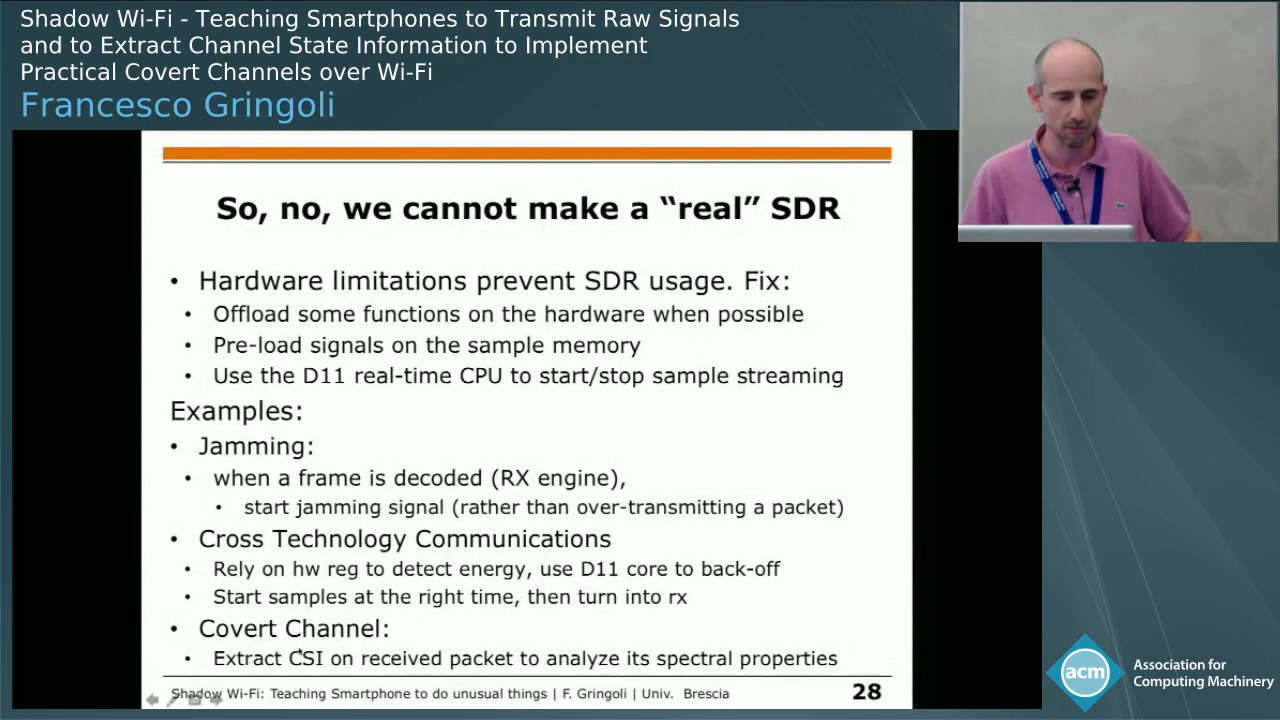 Shadow Wi-Fi - Teaching Smartphones to Transmit Raw Signals
and to Extract Channel State Information to Implement
Practical Covert Channels over Wi-Fi
Francesco Gringoli
So, no, we cannot make a “real” SDR
• Hardware limitations prevent SDR usage. Fix:
• Offload some functions on the hardware when possible
• Pre-load signals on the sample memory
• Use the D11 real-time CPU to start/stop sample streaming
Examples:
• Jamming:
• when a frame is decoded (RX engine),
• start jamming signal (rather than over-transmitting a packet)
• Cross Technology Communications
• Rely on hw reg to detect energy, use D11 core to back-off
• Start samples at the right time, then turn into rx
• Covert Channel:
• Extract CSI on received packet to analyze its spectral properties
Shadow Wi-Fi: Teaching Smartphone to do unusual things | F. Gringoli | Univ. Brescia
28
acm
Association for
Computing Machinery